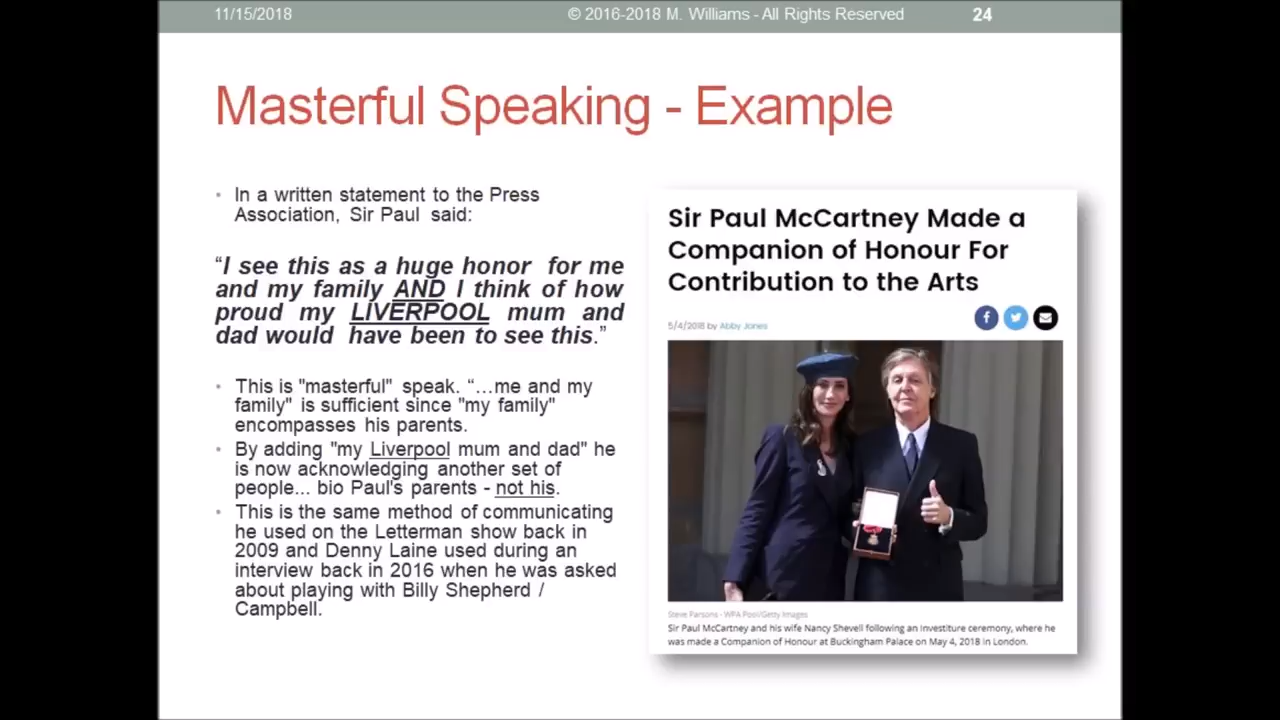 11/15/2018 © 2016-2018 M. Williams - All Rights Reserved 24
Masterful Speaking - Example
• In a written statement to the Press
Association, Sir Paul said:
“I see this as a huge honor for me
and my family AND I think of how
proud my LIVERPOOL mum and
dad would have been to see this.”
• This is "masterful" speak. “…me and my
family" is sufficient since "my family"
encompasses his parents.
• By adding "my Liverpool mum and dad" he
is now acknowledging another set of
people... bio Paul's parents - not his.
• This is the same method of communicating
he used on the Letterman show back in
2009 and Denny Laine used during an
interview back in 2016 when he was asked
about playing with Billy Shepherd /
Campbell.
Sir Paul McCartney Made a
Companion of Honour For
Contribution to the Arts
5/4/2018 by Abby Jones
Steve Parsons - WPA Pool/Getty Images
Sir Paul McCartney and his wife Nancy Shevell following an investiture ceremony, where he
was made a Companion of Honour at Buckingham Palace on May 4, 2018 in London.